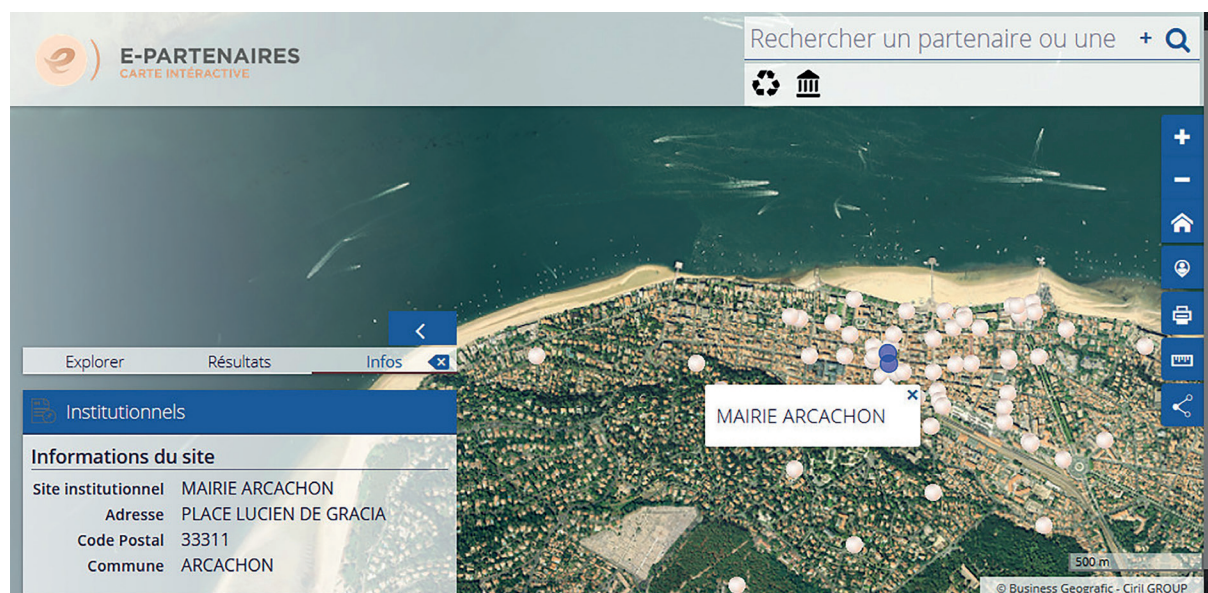 E-PARTENAIRES
CARTE INTÉRACTIVE
Rechercher un partenaire ou une +
Explorer Résultats Infos
Institutionnels
Informations du site
Site institutionnel MAIRIE ARCACHON
Adresse PLACE LUCIEN DE GRACIA
Code Postal 33311
Commune ARCACHON
MAIRIE ARCACHON
500 m
© Business Geografic - Ciril GROUP